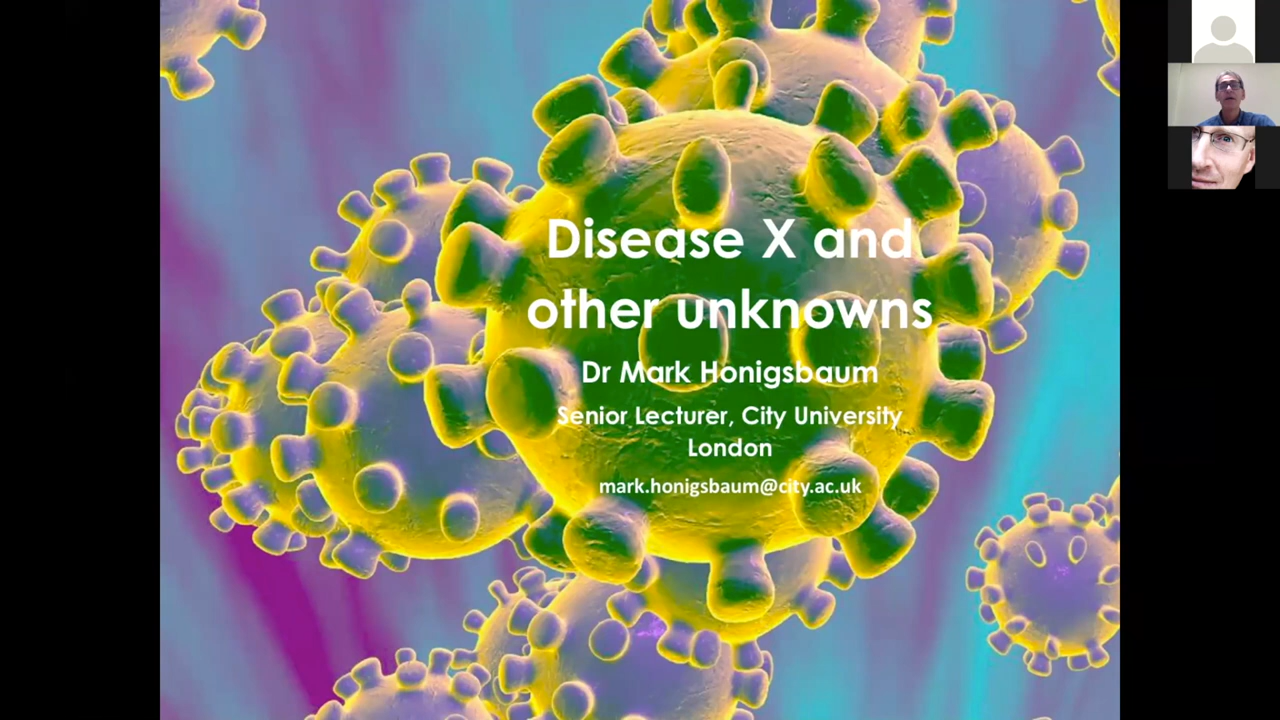 Disease X and
other unknowns
Dr Mark Honigsbaum
Senior Lecturer, City University
London
mark.honigsbaum@city.ac.uk